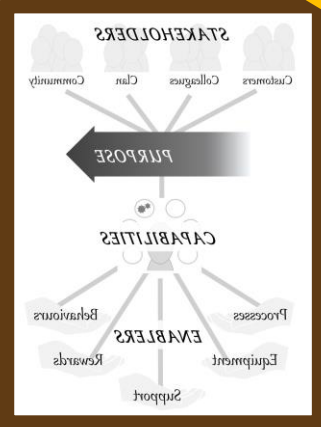 STAKEHOLDERS
Customers Colleagues Clan Community
PURPOSE
CAPABILITIES
Processes Behaviours
ENABLERS
Equipment Rewards
Support